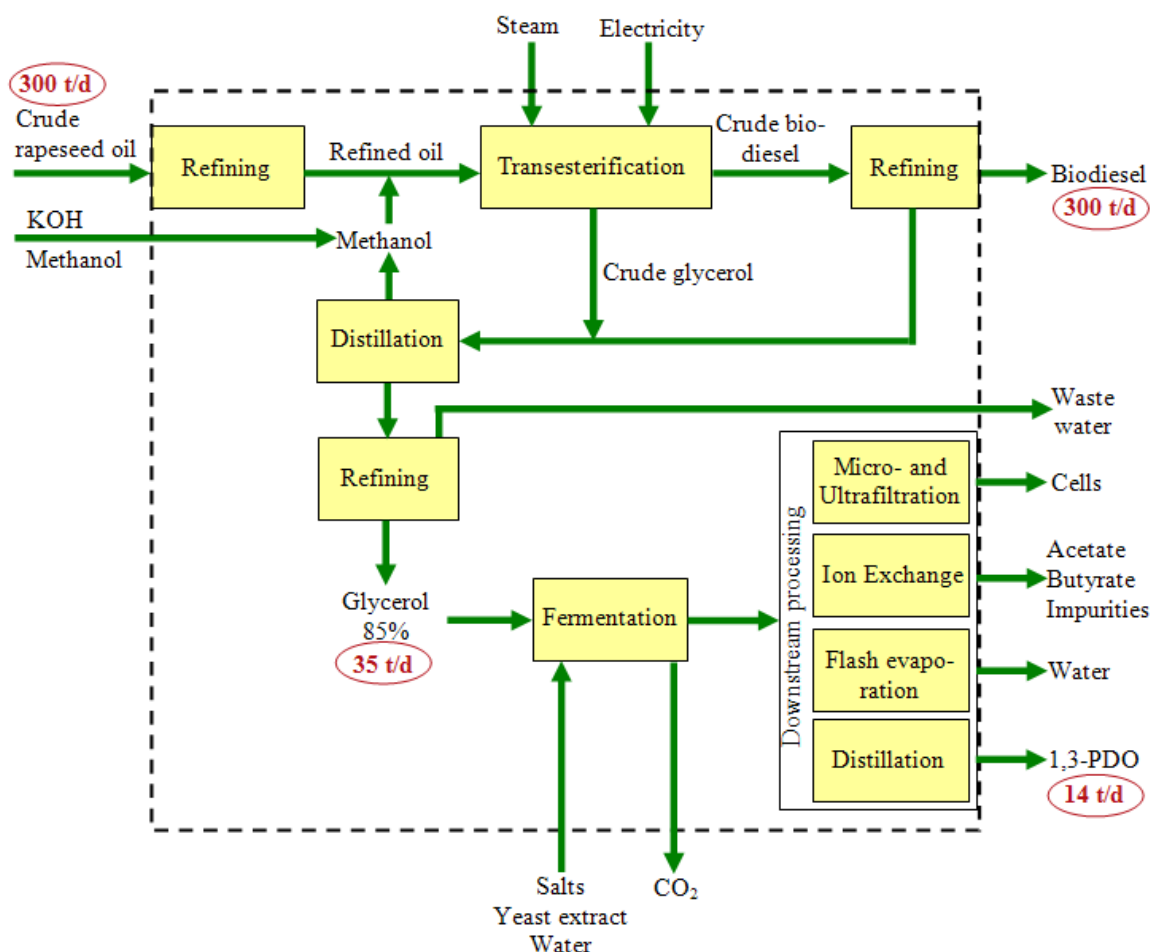 Steam
Electricity
300 t/d
Crude
rapeseed oil
Refining
Refined oil
Transesterification
Crude bio-
diesel
Refining
Biodiesel
300 t/d
KOH
Methanol
Methanol
Crude glycerol
Distillation
Waste
water
Refining
Downstream processing
Micro- and
Ultrafiltration
Cells
Ion Exchange
Acetate
Butyrate
Impurities
Glycerol
85%
35 t/d
Fermentation
Flash evapo-
ration
Water
Distillation
1,3-PDO
14 t/d
Salts
Yeast extract
Water
CO₂